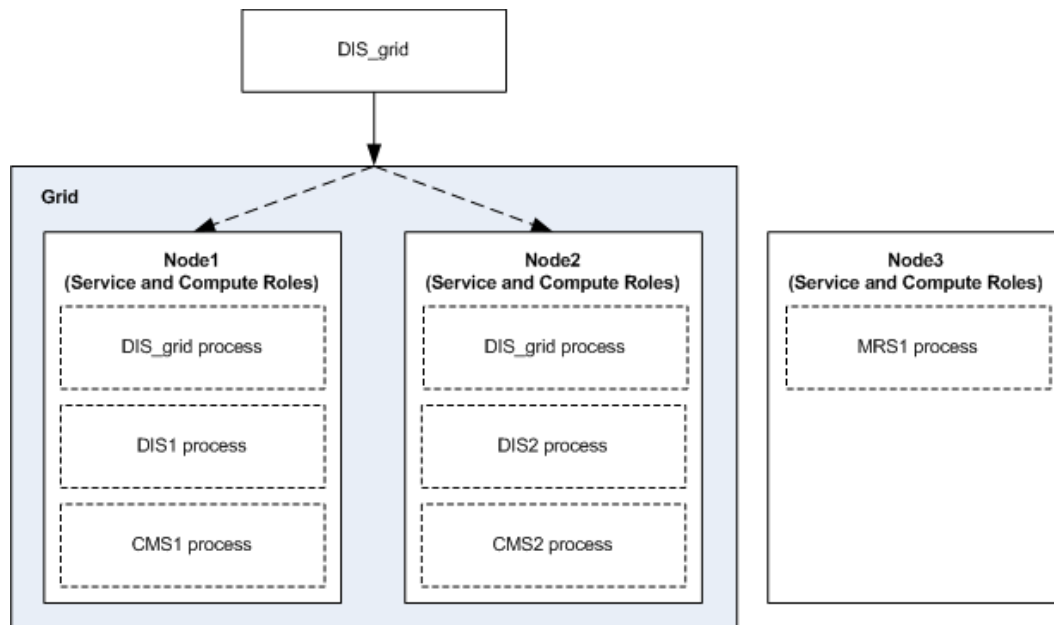 DIS_grid
Grid
Node1
(Service and Compute Roles)
DIS_grid process
DIS1 process
CMS1 process
Node2
(Service and Compute Roles)
DIS_grid process
DIS2 process
CMS2 process
Node3
(Service and Compute Roles)
MRS1 process